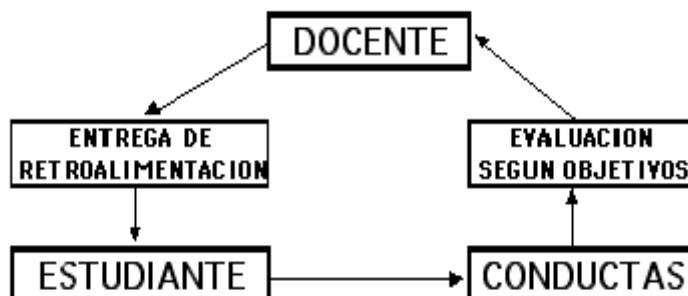 DOCENTE
ENTREGA DE
RETROALIMENTACION
EVALUACION
SEGUN OBJETIVOS
ESTUDIANTE
CONDUCTAS